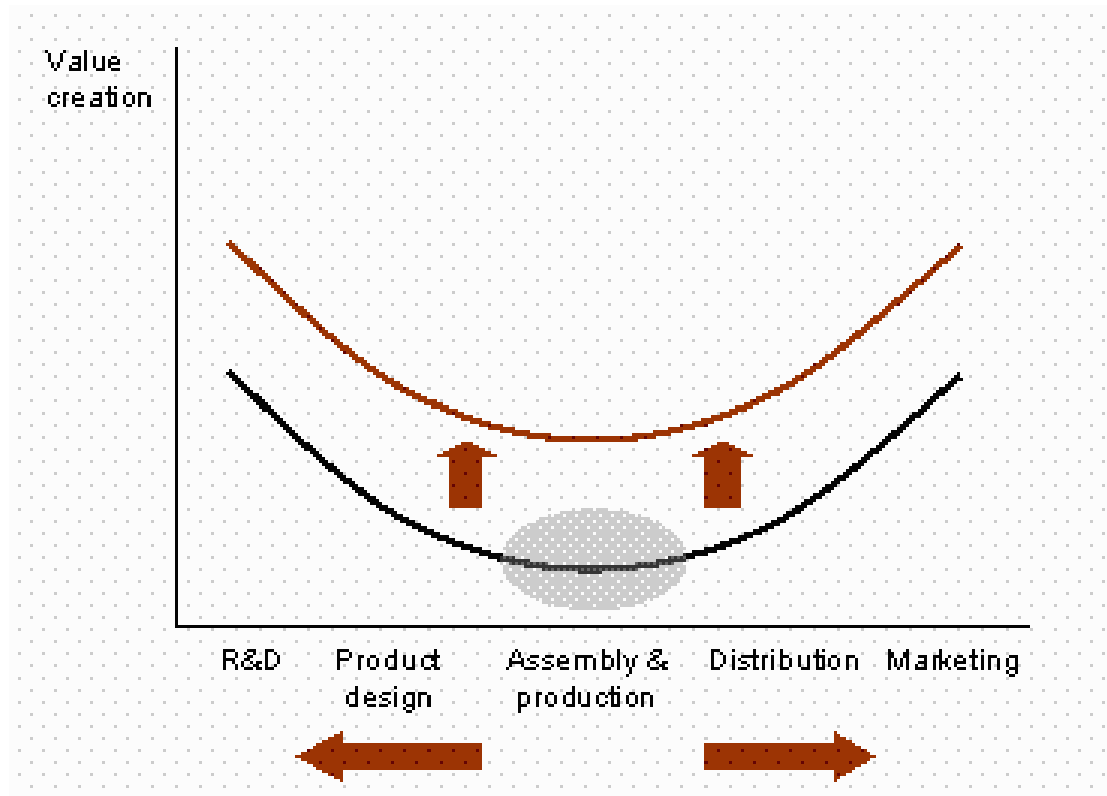 Value
creation
R&D
Product
design
Assembly &
production
Distribution
Marketing